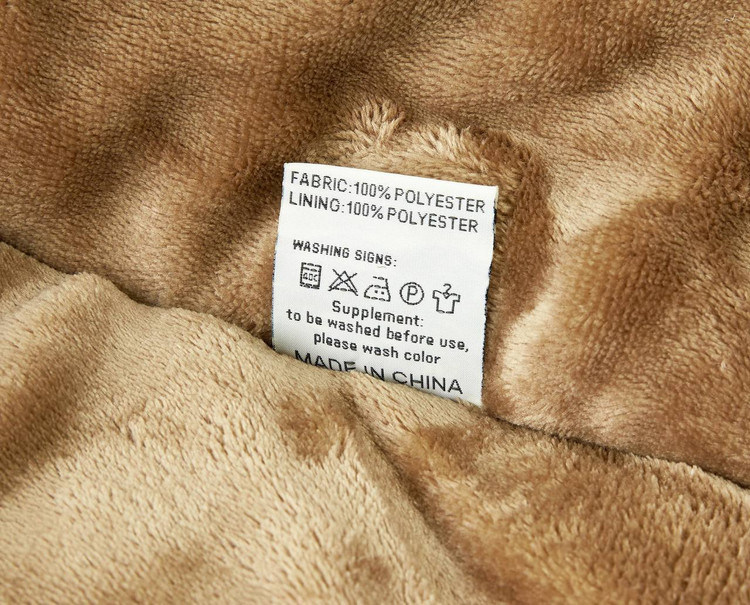 FABRIC:100% POLYESTER
LINING:100% POLYESTER
WASHING SIGNS:
P
Supplement:
to be washed before use,
please wash color
MADE IN CHINA